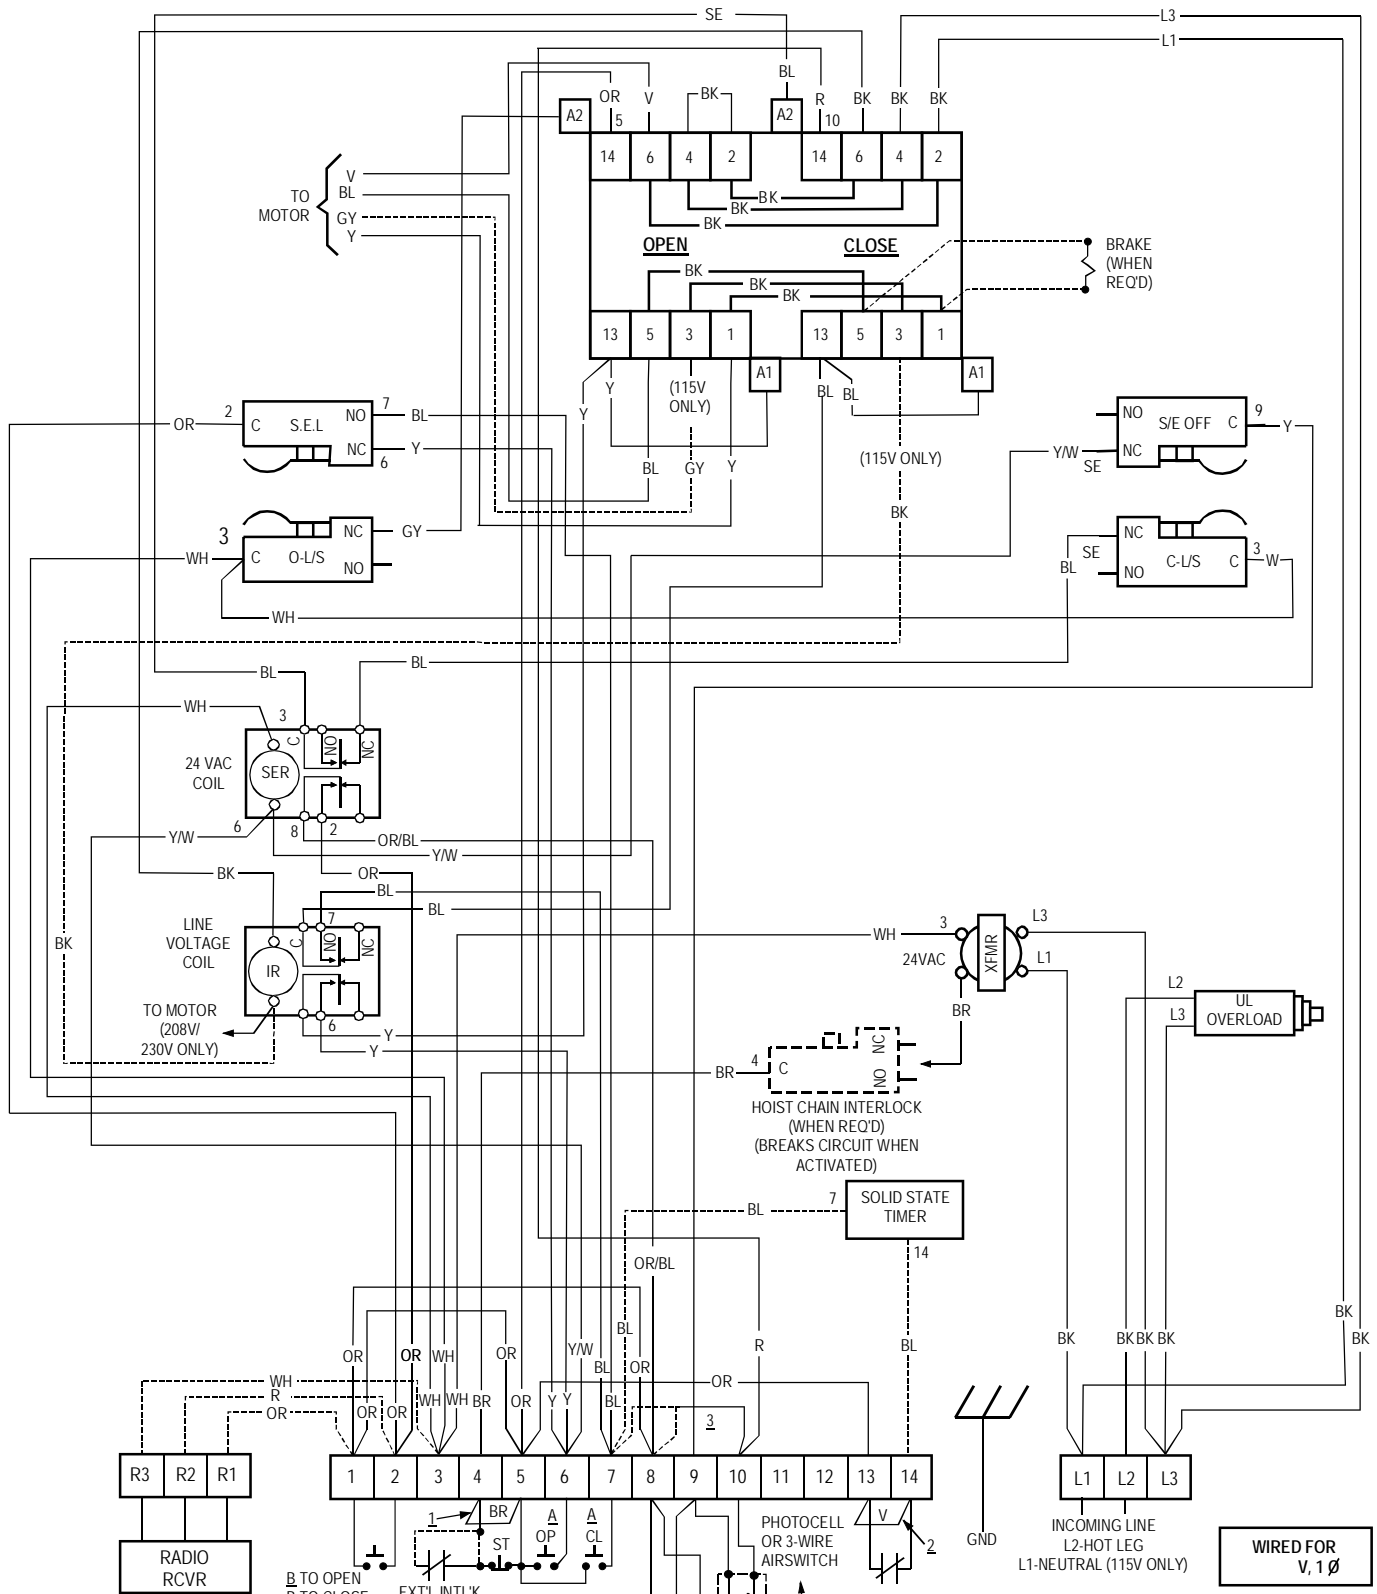 SE
L3
L1
BL
OR
V
BK
R
BK
BK
BK
A2
5
A2
10
14
6
4
2
14
6
4
2
TO
MOTOR
V
BL
GY
Y
BK
BK
BK
OPEN
CLOSE
BRAKE
(WHEN
REQ'D)
BK
BK
BK
13
5
3
1
13
5
3
1
A1
A1
Y
Y
(115V
ONLY)
BL
BL
BL
GY
Y
(115V ONLY)
BK
OR
2
C
S.E.L
NO
7
BL
NC
6
Y
NO
S/E OFF
C
9
Y
Y/W
NC
SE
WH
3
C
O-L/S
NC
GY
NO
NC
SE
NO
C-L/S
C
3
W
BL
WH
BL
BL
WH
3
24 VAC
COIL
SER
C
NO
NC
6
8
2
Y/W
OR/BL
Y/W
BK
OR
BL
BL
LINE
VOLTAGE
COIL
7
C
NO
NC
IR
BK
6
TO MOTOR
(208V/
230V ONLY)
Y
Y
WH
3
24VAC
XFMR
L3
L1
BR
L2
L3
UL
OVERLOAD
BR
4
C
NC
NO
HOIST CHAIN INTERLOCK
(WHEN REQ'D)
(BREAKS CIRCUIT WHEN
ACTIVATED)
BL
7
SOLID STATE
TIMER
14
OR/BL
BL
R
BL
BK
BK
BK
BK
BK
OR
OR
WH
OR
Y/W
BL
OR
WH
R
OR
OR
OR
WH
WH
BR
OR
Y
Y
BL
OR
3
R3
R2
R1
1
2
3
4
5
6
7
8
9
10
11
12
13
14
L1
L2
L3
1
BR
ST
A
OP
A
CL
V
2
PHOTOCELL
OR 3-WIRE
AIRSWITCH
GND
INCOMING LINE
L2-HOT LEG
L1-NEUTRAL (115V ONLY)
WIRED FOR
V, 1 Ø
RADIO
RCVR
B TO OPEN
D TO CLOSE
EXT'L INTL'K